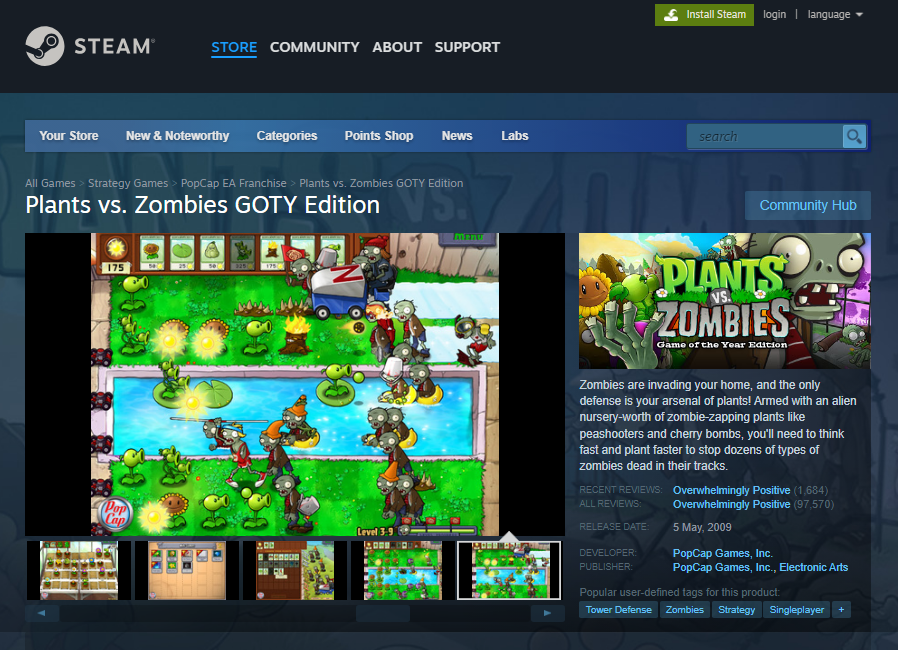 Install Steam
login | language
STEAM
STORE COMMUNITY ABOUT SUPPORT
Your Store New & Noteworthy Categories Points Shop News Labs
search
All Games > Strategy Games > PopCap EA Franchise > Plants vs. Zombies GOTY Edition
Plants vs. Zombies GOTY Edition
Community Hub
175
50 25 50
175
Menu
PopCap
Level 3-9
PLANTS
VS.
ZOMBIES
Game of the Year Edition
Zombies are invading your home, and the only
defense is your arsenal of plants! Armed with an alien
nursery-worth of zombie-zapping plants like
peashooters and cherry bombs, you'll need to think
fast and plant faster to stop dozens of types of
zombies dead in their tracks.
RECENT REVIEWS: Overwhelmingly Positive (1,684)
ALL REVIEWS: Overwhelmingly Positive (97,570)
RELEASE DATE: 5 May, 2009
DEVELOPER: PopCap Games, Inc.
PUBLISHER: PopCap Games, Inc., Electronic Arts
Popular user-defined tags for this product:
Tower Defense Zombies Strategy Singleplayer +